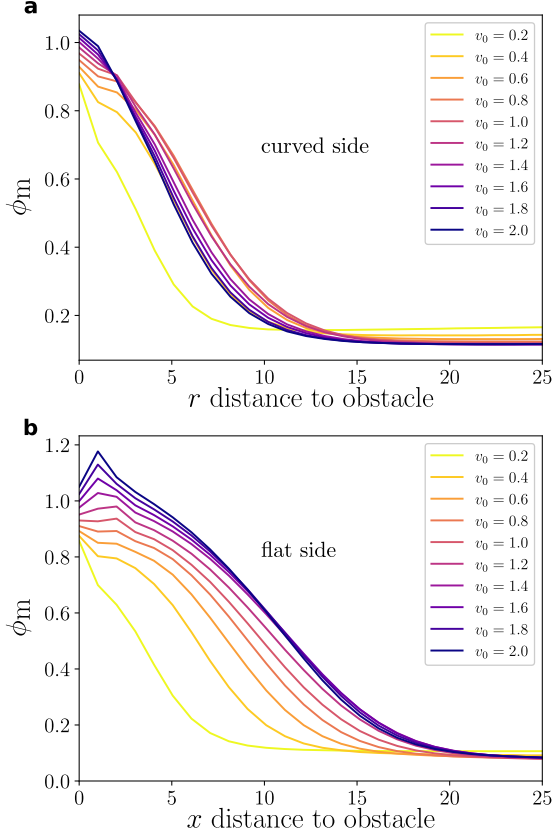 a
1.0
0.8
0.6
0.4
0.2
ϕm
0 5 10 15 20 25
r distance to obstacle
curved side
v0 = 0.2
v0 = 0.4
v0 = 0.6
v0 = 0.8
v0 = 1.0
v0 = 1.2
v0 = 1.4
v0 = 1.6
v0 = 1.8
v0 = 2.0
b
1.2
1.0
0.8
0.6
0.4
0.2
0.0
ϕm
0 5 10 15 20 25
x distance to obstacle
flat side
v0 = 0.2
v0 = 0.4
v0 = 0.6
v0 = 0.8
v0 = 1.0
v0 = 1.2
v0 = 1.4
v0 = 1.6
v0 = 1.8
v0 = 2.0